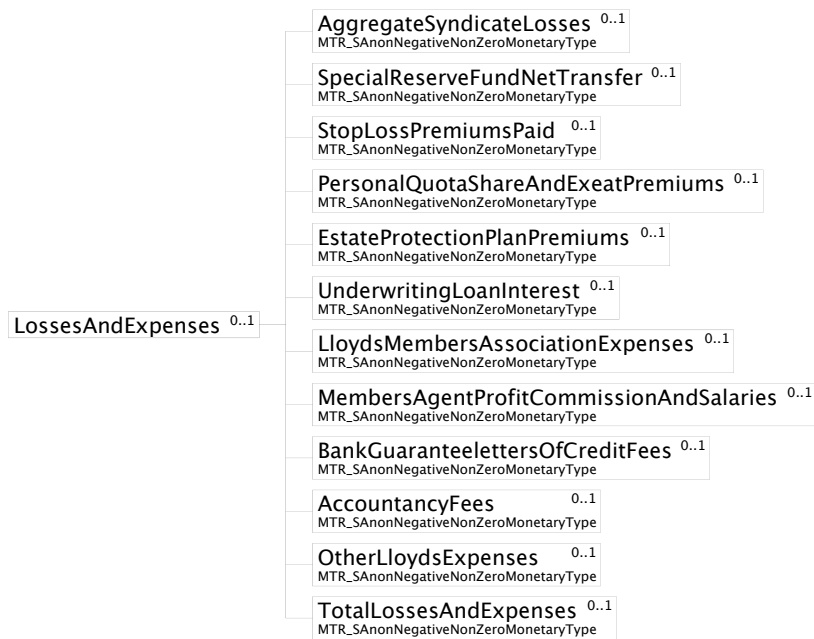 AggregateSyndicateLosses 0..1
MTR_SAnonNegativeNonZeroMonetaryType
SpecialReserveFundNetTransfer 0..1
MTR_SAnonNegativeNonZeroMonetaryType
StopLossPremiumsPaid 0..1
MTR_SAnonNegativeNonZeroMonetaryType
PersonalQuotaShareAndExeatPremiums 0..1
MTR_SAnonNegativeNonZeroMonetaryType
EstateProtectionPlanPremiums 0..1
MTR_SAnonNegativeNonZeroMonetaryType
UnderwritingLoanInterest 0..1
MTR_SAnonNegativeNonZeroMonetaryType
LossesAndExpenses 0..1
LloydsMembersAssociationExpenses 0..1
MTR_SAnonNegativeNonZeroMonetaryType
MembersAgentProfitCommissionAndSalaries 0..1
MTR_SAnonNegativeNonZeroMonetaryType
BankGuaranteelettersOfCreditFees 0..1
MTR_SAnonNegativeNonZeroMonetaryType
AccountancyFees 0..1
MTR_SAnonNegativeNonZeroMonetaryType
OtherLloydsExpenses 0..1
MTR_SAnonNegativeNonZeroMonetaryType
TotalLossesAndExpenses 0..1
MTR_SAnonNegativeNonZeroMonetaryType